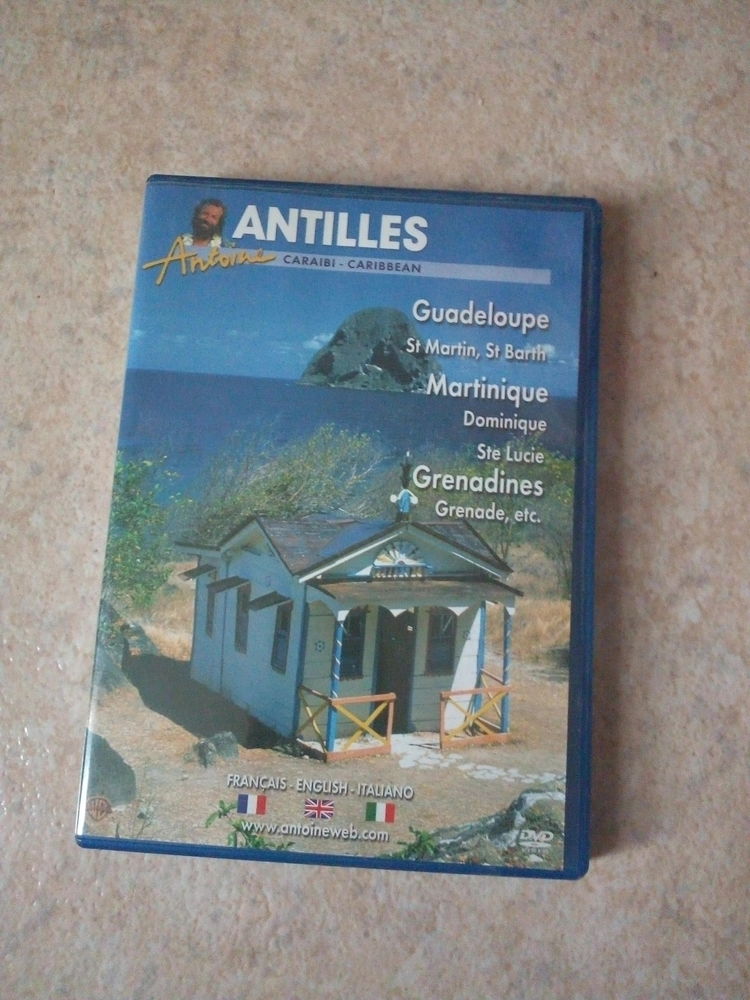 ANTILLES
Antoine
CARAIBI - CARIBBEAN
Guadeloupe
St Martin, St Barth
Martinique
Dominique
Ste Lucie
Grenadines
Grenade, etc.
FRANÇAIS - ENGLISH - ITALIANO
www.antoineweb.com
DVD